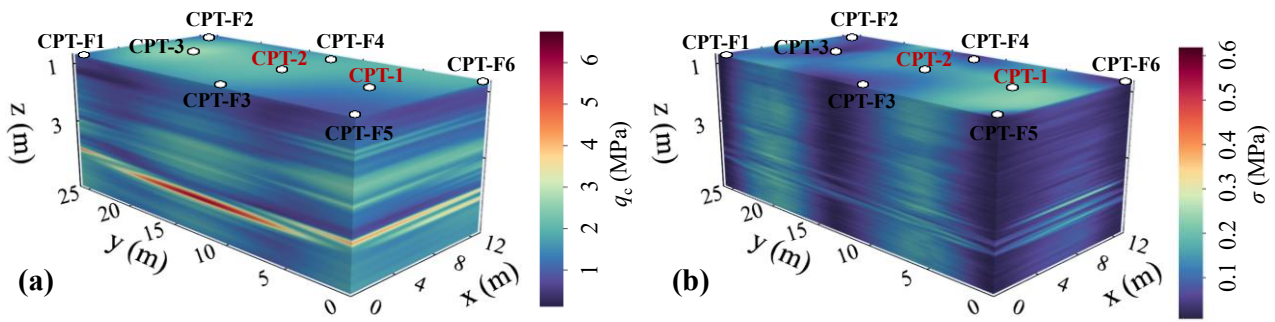 CPT-F2
CPT-F1
CPT-3
CPT-F4
CPT-2
CPT-1
CPT-F6
CPT-F3
CPT-F5
1
3
z (m)
25
20
15
10
5
0
y (m)
0
4
8
12
x (m)
6
5
4
3
2
1
q_c (MPa)
(a)
CPT-F2
CPT-F1
CPT-3
CPT-F4
CPT-2
CPT-1
CPT-F6
CPT-F3
CPT-F5
1
3
z (m)
25
20
15
10
5
0
y (m)
0
4
8
12
x (m)
0.6
0.5
0.4
0.3
0.2
0.1
σ (MPa)
(b)